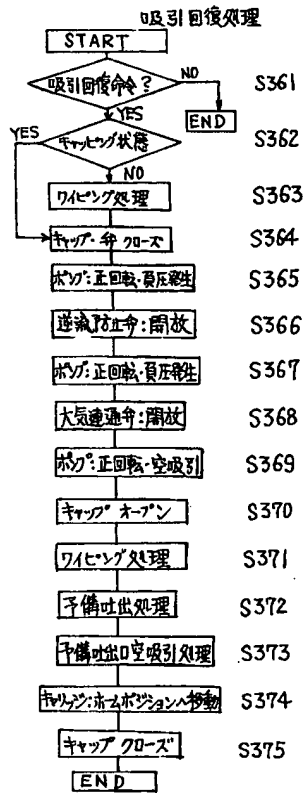 吸引回復処理
START
吸引回復命令?
NO
S361
YES
END
YES
キャッピング状態
S362
NO
ワイピング処理
S363
キャップ・弁 クローズ
S364
ポンプ:正回転・負圧発生
S365
逆流防止弁:開放
S366
ポンプ:正回転・負圧発生
S367
大気連通弁:開放
S368
ポンプ:正回転・空吸引
S369
キャップ オープン
S370
ワイピング処理
S371
予備吐出処理
S372
予備吐出口空吸引処理
S373
キャリッジ:ホームポジションへ移動
S374
キャップ クローズ
S375
END